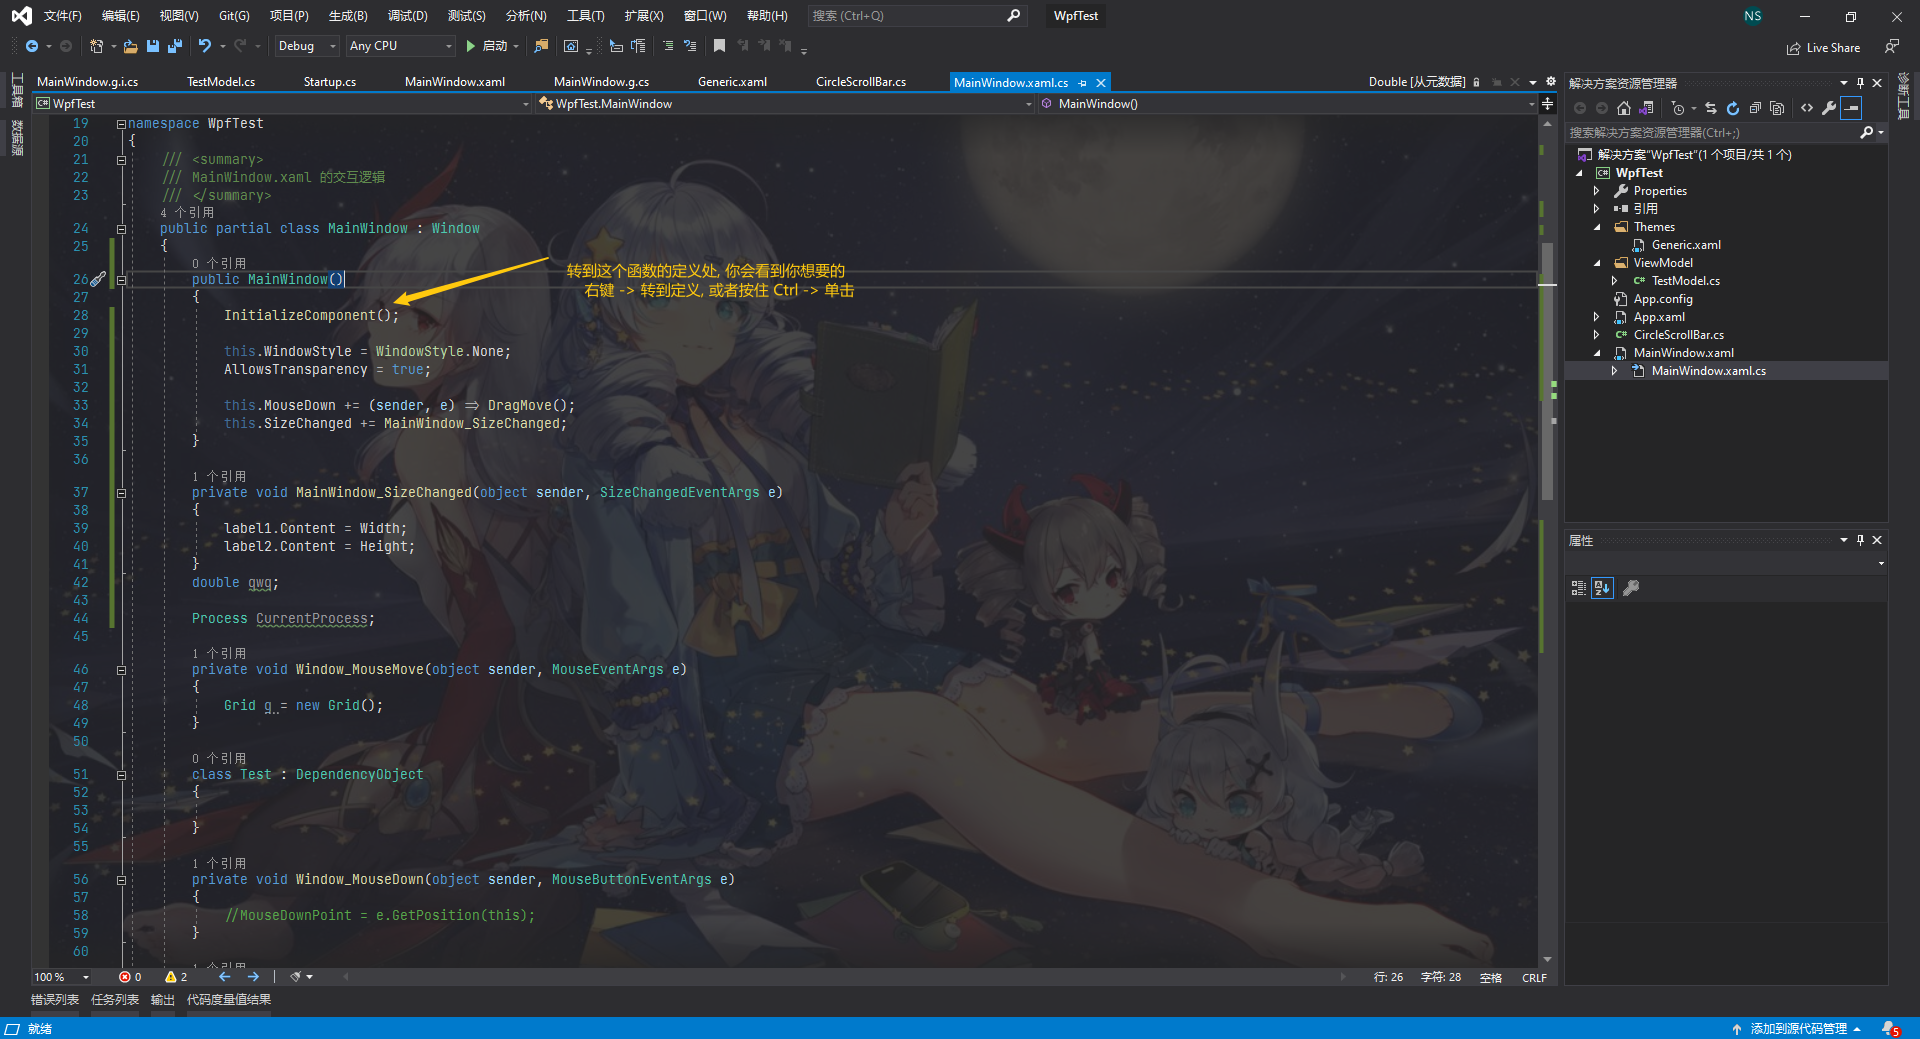 文件(F) 编辑(E) 视图(V) Git(G) 项目(P) 生成(B) 调试(D) 测试(S) 分析(N) 工具(T) 扩展(X) 窗口(W) 帮助(H) 搜索 (Ctrl+Q) WpfTest NS
Debug Any CPU 启动 Live Share
工具箱
数据源
MainWindow.g.i.cs TestModel.cs Startup.cs MainWindow.xaml MainWindow.g.cs Generic.xaml CircleScrollBar.cs MainWindow.xaml.cs Double [从元数据]
WpfTest WpfTest.MainWindow MainWindow()
19 namespace WpfTest
20 {
21 /// <summary>
22 /// MainWindow.xaml 的交互逻辑
23 /// </summary>
4 个引用
24 public partial class MainWindow : Window
25 {
0 个引用
26 public MainWindow()
27 {
28 InitializeComponent();
29
30 this.WindowStyle = WindowStyle.None;
31 AllowsTransparency = true;
32
33 this.MouseDown += (sender, e) => DragMove();
34 this.SizeChanged += MainWindow_SizeChanged;
35 }
36
1 个引用
37 private void MainWindow_SizeChanged(object sender, SizeChangedEventArgs e)
38 {
39 label1.Content = Width;
40 label2.Content = Height;
41 }
42 double qwq;
43
44 Process CurrentProcess;
45
1 个引用
46 private void Window_MouseMove(object sender, MouseEventArgs e)
47 {
48 Grid g = new Grid();
49 }
50
0 个引用
51 class Test : DependencyObject
52 {
53
54 }
55
1 个引用
56 private void Window_MouseDown(object sender, MouseButtonEventArgs e)
57 {
58 //MouseDownPoint = e.GetPosition(this);
59 }
60
1 个引用
转到这个函数的定义处, 你会看到你想要的
右键 -> 转到定义, 或者按住 Ctrl -> 单击
100 % 0 2 行: 26 字符: 28 空格 CRLF
错误列表 任务列表 输出 代码度量值结果
就绪 添加到源代码管理 5
解决方案资源管理器
搜索解决方案资源管理器(Ctrl+;)
解决方案"WpfTest"(1 个项目/共 1 个)
WpfTest
Properties
引用
Themes
Generic.xaml
ViewModel
TestModel.cs
App.config
App.xaml
CircleScrollBar.cs
MainWindow.xaml
MainWindow.xaml.cs
属性
诊断工具